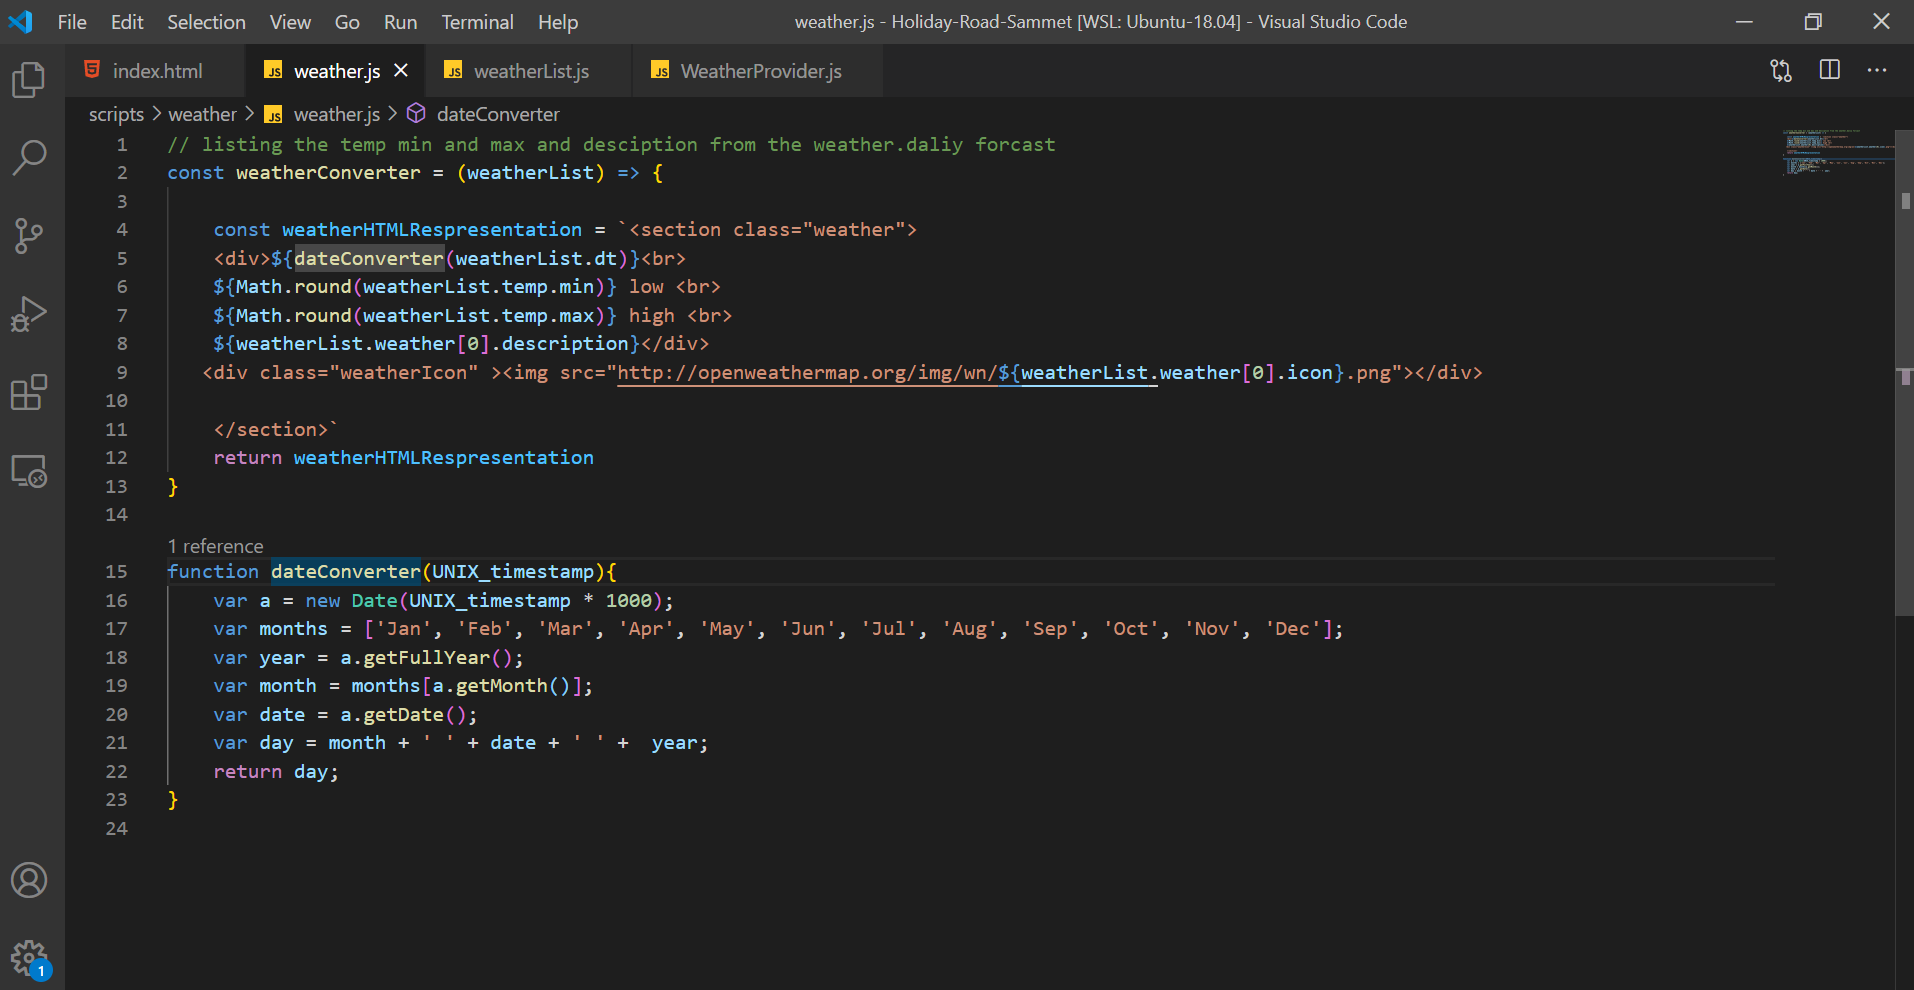 File Edit Selection View Go Run Terminal Help weather.js - Holiday-Road-Sammet [WSL: Ubuntu-18.04] - Visual Studio Code
index.html JS weather.js JS weatherList.js JS WeatherProvider.js
scripts > weather > JS weather.js > dateConverter
1 // listing the temp min and max and desciption from the weather.daliy forcast
2 const weatherConverter = (weatherList) => {
3
4     const weatherHTMLRespresentation = `<section class="weather">
5     <div>${dateConverter(weatherList.dt)}<br>
6     ${Math.round(weatherList.temp.min)} low <br>
7     ${Math.round(weatherList.temp.max)} high <br>
8     ${weatherList.weather[0].description}</div>
9    <div class="weatherIcon" ><img src="http://openweathermap.org/img/wn/${weatherList.weather[0].icon}.png"></div>
10
11     </section>`
12     return weatherHTMLRespresentation
13 }
14
1 reference
15 function dateConverter(UNIX_timestamp){
16     var a = new Date(UNIX_timestamp * 1000);
17     var months = ['Jan', 'Feb', 'Mar', 'Apr', 'May', 'Jun', 'Jul', 'Aug', 'Sep', 'Oct', 'Nov', 'Dec'];
18     var year = a.getFullYear();
19     var month = months[a.getMonth()];
20     var date = a.getDate();
21     var day = month + ' ' + date + ' ' +  year;
22     return day;
23 }
24
1